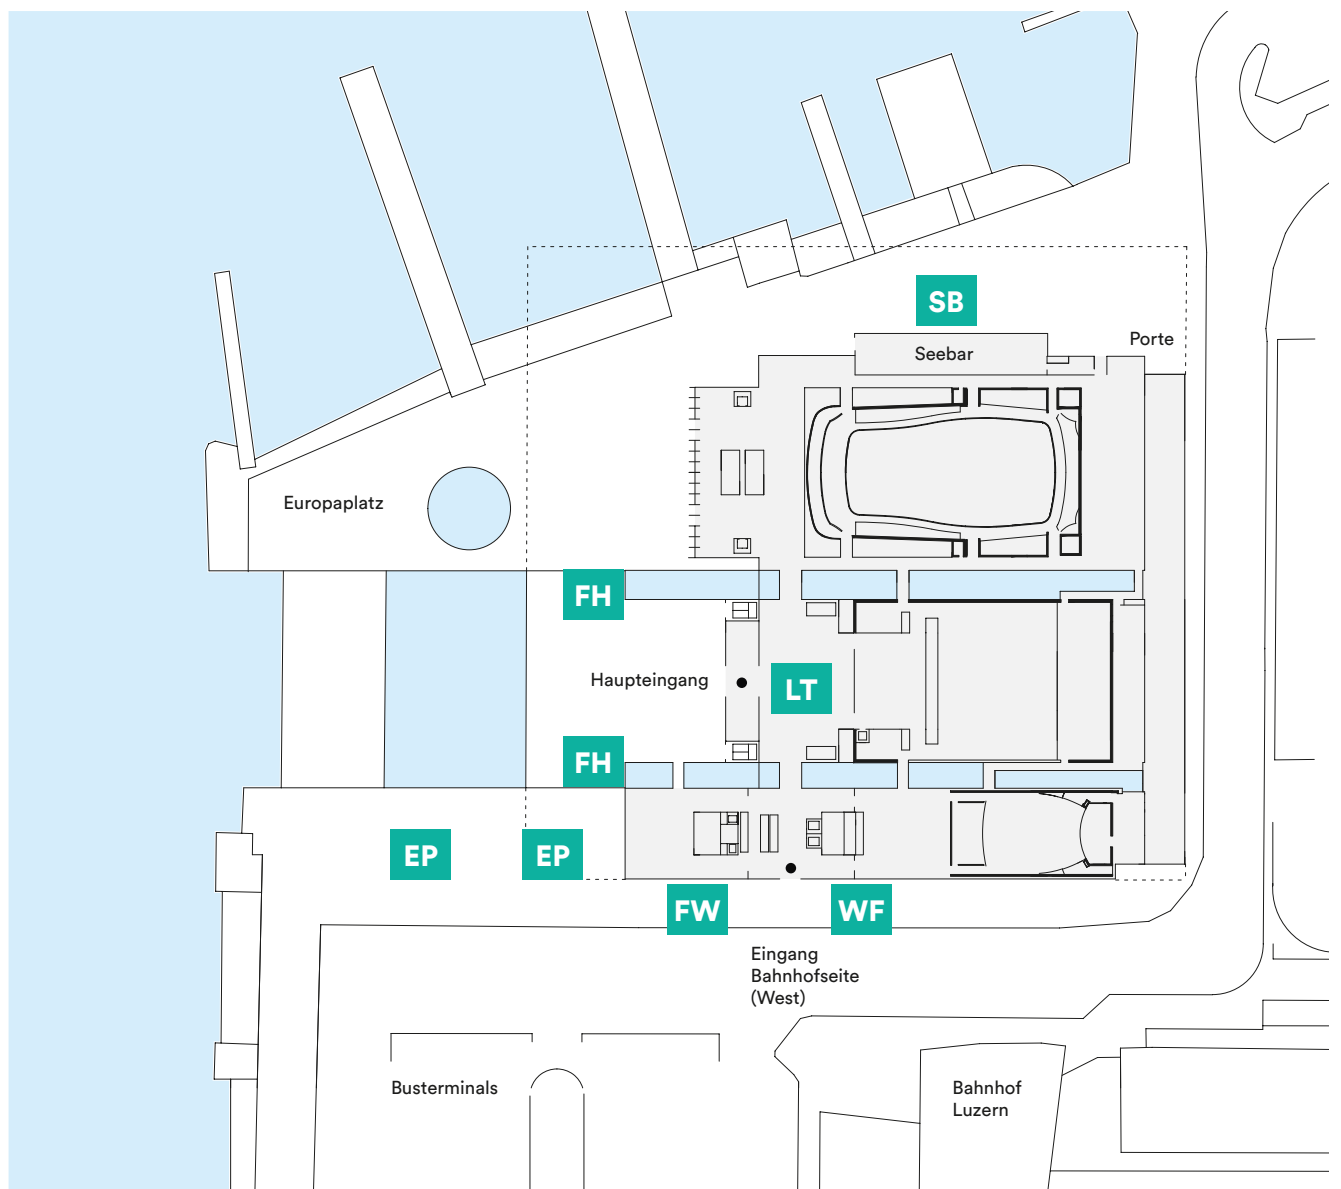 SB
Seebar
Porte
Europaplatz
FH
Haupteingang
LT
FH
EP
EP
FW
WF
Eingang
Bahnhofseite
(West)
Busterminals
Bahnhof
Luzern